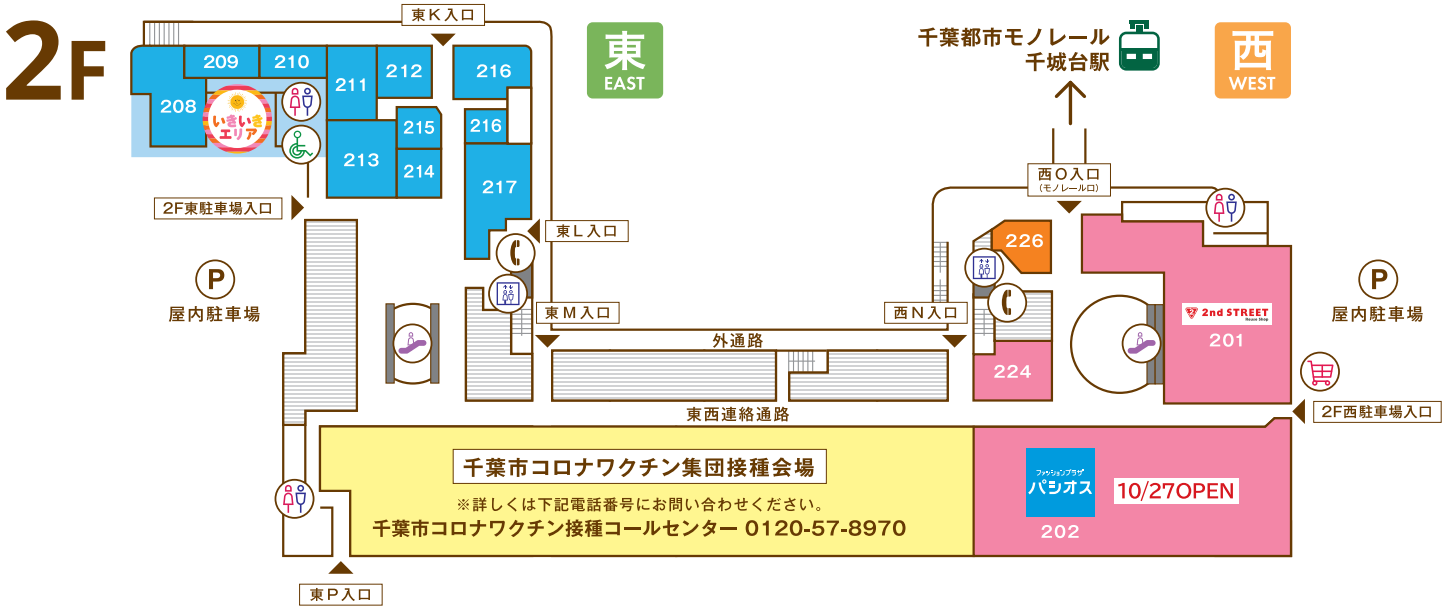 2F
東K入口
東
EAST
千葉都市モノレール
千城台駅
西
WEST
209
210
211
212
216
208
いきいき
エリア
215
216
213
214
217
西O入口
(モノレール口)
2F東駐車場入口
東L入口
226
P
屋内駐車場
P
屋内駐車場
東M入口
西N入口
2nd STREET
Reuse Shop
201
外通路
224
東西連絡通路
2F西駐車場入口
千葉市コロナワクチン集団接種会場
※詳しくは下記電話番号にお問い合わせください。
千葉市コロナワクチン接種コールセンター 0120-57-8970
ファッションプラザ
パシオス
10/27OPEN
202
東P入口